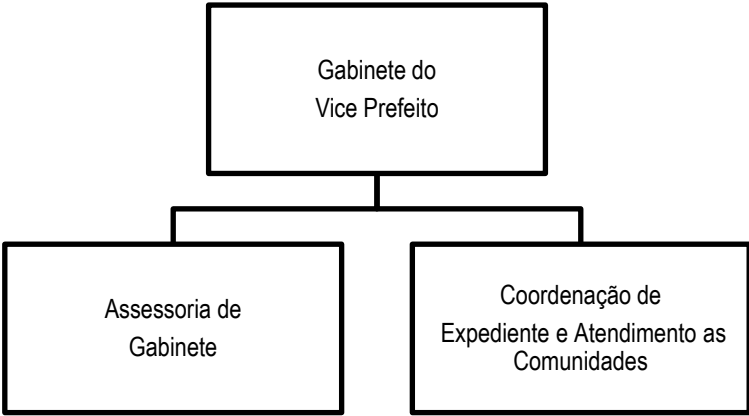 Gabinete do
Vice Prefeito
Assessoria de
Gabinete
Coordenação de
Expediente e Atendimento as
Comunidades